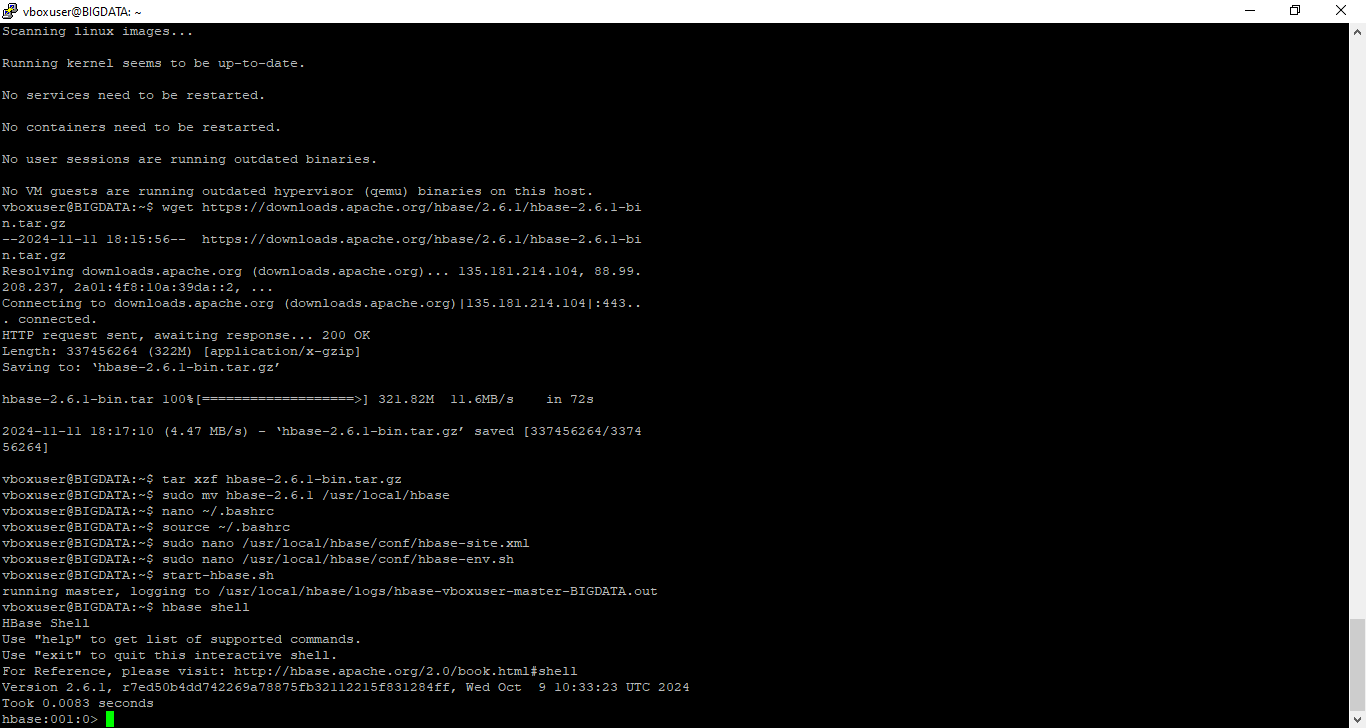 vboxuser@BIGDATA: ~
Scanning linux images...
Running kernel seems to be up-to-date.
No services need to be restarted.
No containers need to be restarted.
No user sessions are running outdated binaries.
No VM guests are running outdated hypervisor (qemu) binaries on this host.
vboxuser@BIGDATA:~$ wget https://downloads.apache.org/hbase/2.6.1/hbase-2.6.1-bi
n.tar.gz
--2024-11-11 18:15:56--  https://downloads.apache.org/hbase/2.6.1/hbase-2.6.1-bi
n.tar.gz
Resolving downloads.apache.org (downloads.apache.org)... 135.181.214.104, 88.99.
208.237, 2a01:4f8:10a:39da::2, ...
Connecting to downloads.apache.org (downloads.apache.org)|135.181.214.104|:443..
. connected.
HTTP request sent, awaiting response... 200 OK
Length: 337456264 (322M) [application/x-gzip]
Saving to: ‘hbase-2.6.1-bin.tar.gz’
hbase-2.6.1-bin.tar 100%[===================>] 321.82M  11.6MB/s    in 72s
2024-11-11 18:17:10 (4.47 MB/s) - ‘hbase-2.6.1-bin.tar.gz’ saved [337456264/3374
56264]
vboxuser@BIGDATA:~$ tar xzf hbase-2.6.1-bin.tar.gz
vboxuser@BIGDATA:~$ sudo mv hbase-2.6.1 /usr/local/hbase
vboxuser@BIGDATA:~$ nano ~/.bashrc
vboxuser@BIGDATA:~$ source ~/.bashrc
vboxuser@BIGDATA:~$ sudo nano /usr/local/hbase/conf/hbase-site.xml
vboxuser@BIGDATA:~$ sudo nano /usr/local/hbase/conf/hbase-env.sh
vboxuser@BIGDATA:~$ start-hbase.sh
running master, logging to /usr/local/hbase/logs/hbase-vboxuser-master-BIGDATA.out
vboxuser@BIGDATA:~$ hbase shell
HBase Shell
Use "help" to get list of supported commands.
Use "exit" to quit this interactive shell.
For Reference, please visit: http://hbase.apache.org/2.0/book.html#shell
Version 2.6.1, r7ed50b4dd742269a78875fb32112215f831284ff, Wed Oct  9 10:33:23 UTC 2024
Took 0.0083 seconds
hbase:001:0>